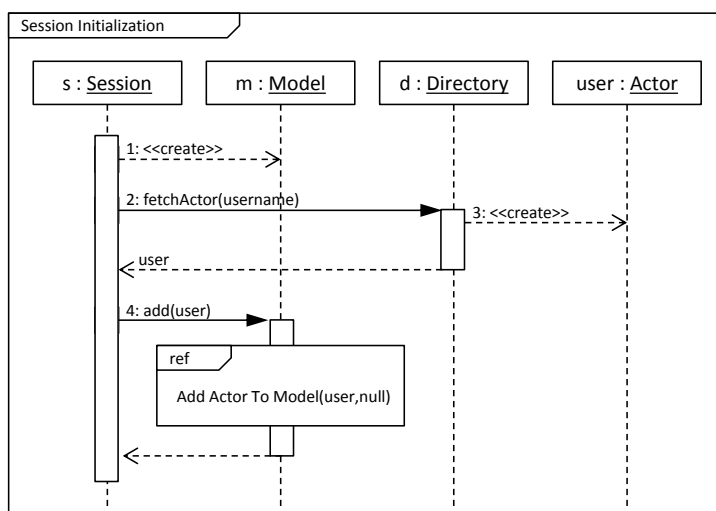 Session Initialization
s : Session
m : Model
d : Directory
user : Actor
1: <<create>>
2: fetchActor(username)
3: <<create>>
user
4: add(user)
ref
Add Actor To Model(user,null)